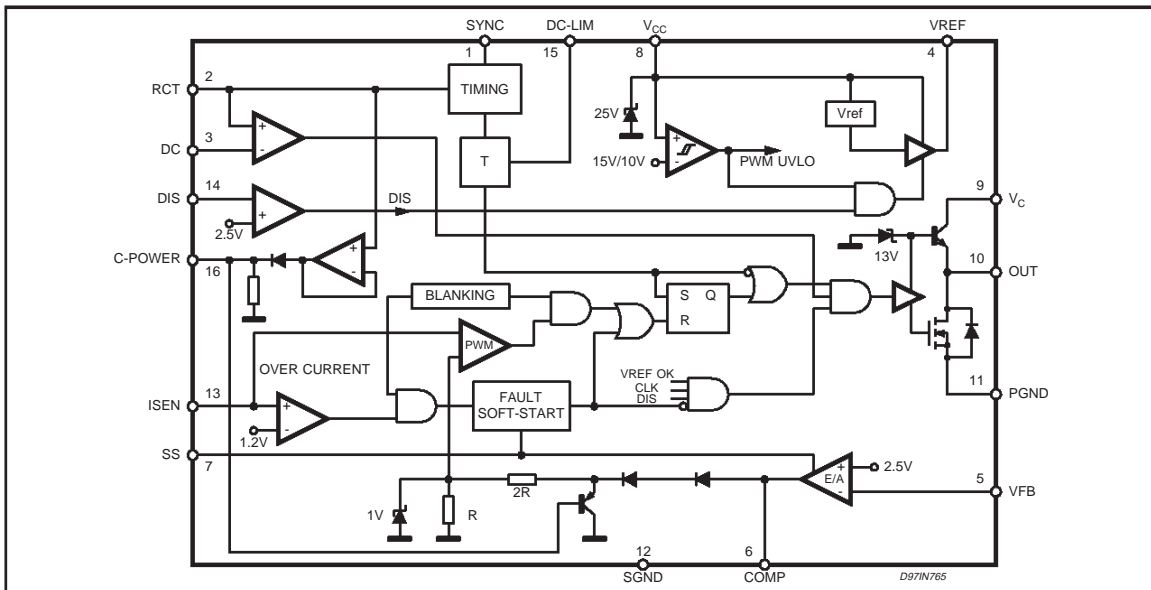 SYNC DC-LIM VCC VREF
1 15 8 4
RCT 2
TIMING
25V
Vref
3
DC
T
15V/10V
+
-
PWM UVLO
+
-
14
DIS
DIS
+
2.5V
9
VC
13V
C-POWER
16
+
-
10 OUT
BLANKING
S Q
R
PWM
OVER CURRENT
VREF OK
CLK
DIS
11
PGND
13
ISEN
+
-
1.2V
FAULT
SOFT-START
SS
7
+
2.5V
E/A
-
5
VFB
2R
1V
R
12
SGND
6
COMP
D97IN765